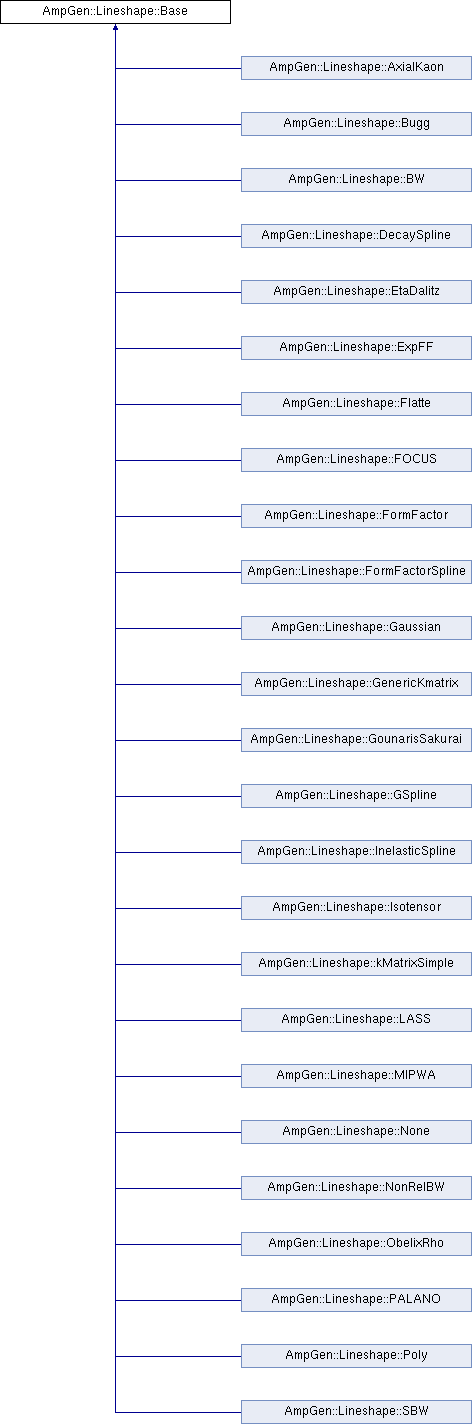 AmpGen::Lineshape::Base
AmpGen::Lineshape::AxialKaon
AmpGen::Lineshape::Bugg
AmpGen::Lineshape::BW
AmpGen::Lineshape::DecaySpline
AmpGen::Lineshape::EtaDalitz
AmpGen::Lineshape::ExpFF
AmpGen::Lineshape::Flatte
AmpGen::Lineshape::FOCUS
AmpGen::Lineshape::FormFactor
AmpGen::Lineshape::FormFactorSpline
AmpGen::Lineshape::Gaussian
AmpGen::Lineshape::GenericKmatrix
AmpGen::Lineshape::GounarisSakurai
AmpGen::Lineshape::GSpline
AmpGen::Lineshape::InelasticSpline
AmpGen::Lineshape::Isotensor
AmpGen::Lineshape::kMatrixSimple
AmpGen::Lineshape::LASS
AmpGen::Lineshape::MIPWA
AmpGen::Lineshape::None
AmpGen::Lineshape::NonRelBW
AmpGen::Lineshape::ObelixRho
AmpGen::Lineshape::PALANO
AmpGen::Lineshape::Poly
AmpGen::Lineshape::SBW